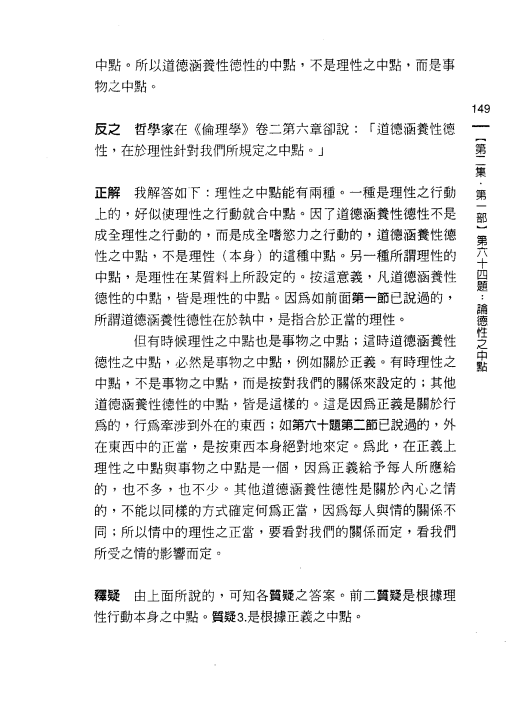 中點。所以道德涵養性德性的中點，不是理性之中點，而是事
物之中點。
反之　哲學家在《倫理學》卷二第六章卻說：「道德涵養性德
性，在於理性針對我們所規定之中點。」
正解　我解答如下：理性之中點能有兩種。一種是理性之行動
上的，好似使理性之行動就合中點。因了道德涵養性德性不是
成全理性之行動的，而是成全嗜慾力之行動的，道德涵養性德
性之中點，不是理性（本身）的這種中點。另一種所謂理性的
中點，是理性在某質料上所設定的。按這意義，凡道德涵養性
德性的中點，皆是理性的中點。因爲如前面第一節已說過的，
所謂道德涵養性德性在於執中，是指合於正當的理性。
但有時候理性之中點也是事物之中點；這時道德涵養性
德性之中點，必然是事物之中點，例如關於正義。有時理性之
中點，不是事物之中點，而是按對我們的關係來設定的；其他
道德涵養性德性的中點，皆是這樣的。這是因爲正義是關於行
爲的，行爲牽涉到外在的東西；如第六十題第二節已說過的，外
在東西中的正當，是按東西本身絕對地來定。爲此，在正義上
理性之中點與事物之中點是一個，因爲正義給予每人所應給
的，也不多，也不少。其他道德涵養性德性是關於內心之情
的，不能以同樣的方式確定何爲正當，因爲每人與情的關係不
同；所以情中的理性之正當，要看對我們的關係而定，看我們
所受之情的影響而定。
釋疑　由上面所說的，可知各質疑之答案。前二質疑是根據理
性行動本身之中點。質疑3.是根據正義之中點。
149
【第二集．第一部】第六十四題：論德性之中點